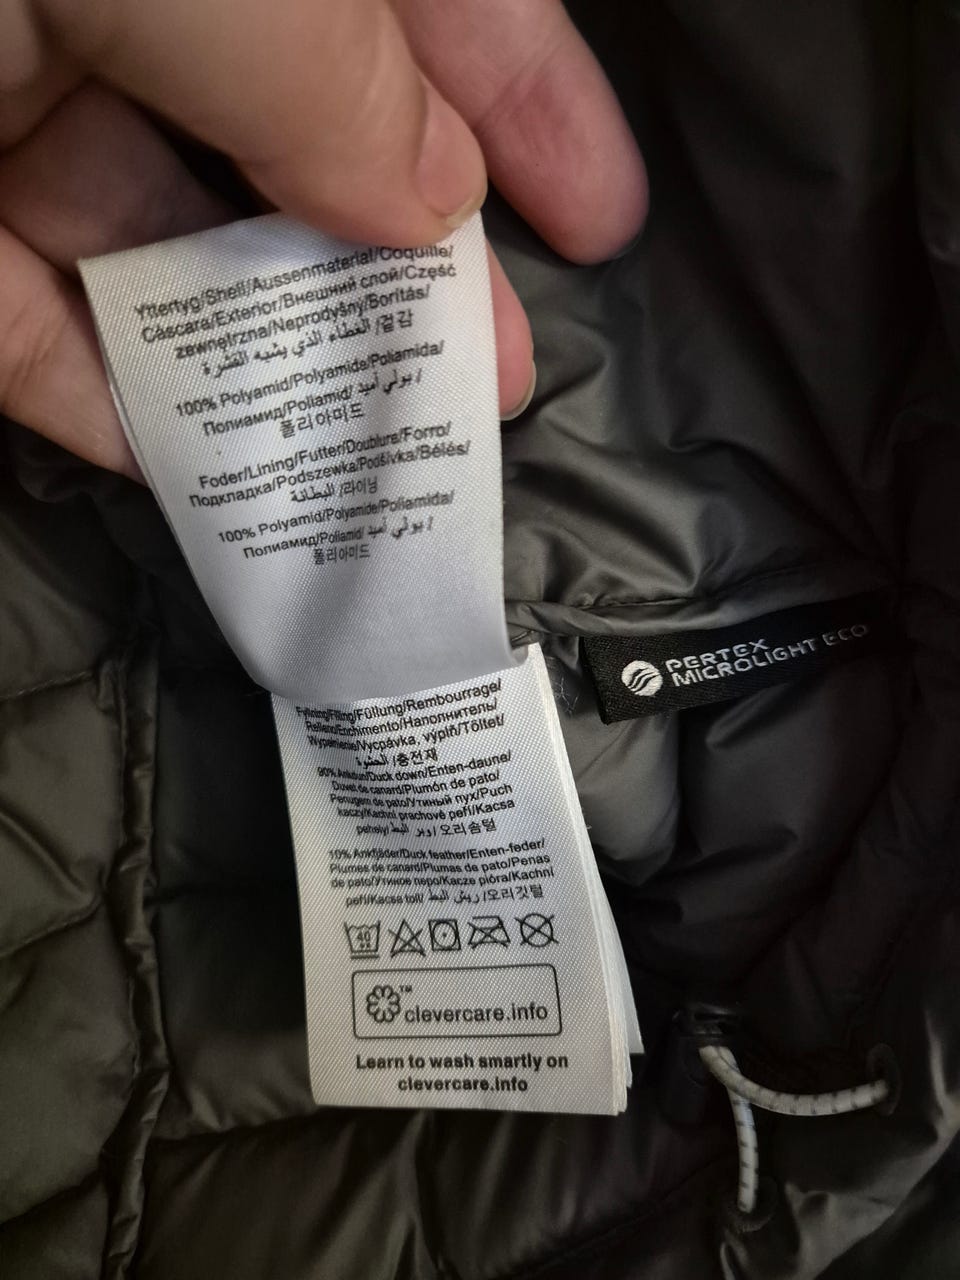 Yttertyg/Shell/Aussenmaterial/Coquille/
Cáscara/Exterior/Внешний слой/Część
zewnętrzna/Neprodyšný/Borítás/
الغطاء الذي يشبه القشرة /겉감
100% Polyamid/Polyamide/Poliamida/
Полиамид/Poliamid/ بولي أميد /
폴리아미드
Foder/Lining/Futter/Doublure/Forro/
Подкладка/Podszewka/Podšívka/Bélés/
البطانة /라이닝
100% Polyamid/Polyamide/Poliamida/
Полиамид/Poliamid/ بولي أميد /
폴리아미드
PERTEX
MICROLIGHT ECO
Fyllning/Filling/Füllung/Rembourrage/
Relleno/Enchimento/Наполнитель/
Wypełnienie/Vycpávka, výplň/Töltet/
الحشوة /충전재
90% Ankdun/Duck down/Enten-daune/
Duvet de canard/Plumón de pato/
Penugem de pato/Утиный пух/Puch
kaczy/Kachní prachové peří/Kacsa
pehely/ وبر البط /오리솜털
10% Ankfjäder/Duck feather/Enten-feder/
Plumes de canard/Plumas de pato/Penas
de pato/Утиное перо/Kacze pióra/Kachní
peří/Kacsa toll/ ريش البط /오리깃털
40
clevercare.info
Learn to wash smartly on
clevercare.info